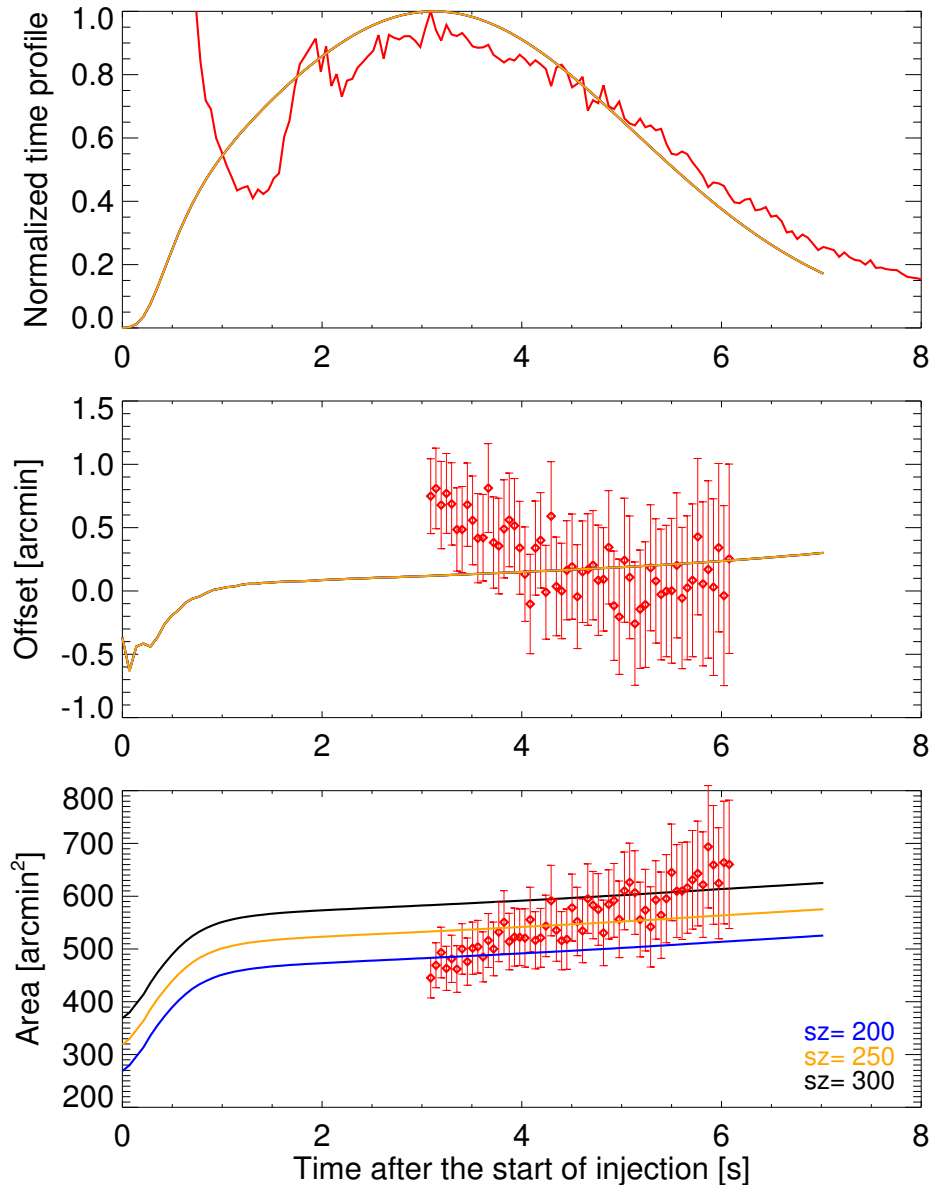 Normalized time profile
1.0
0.8
0.6
0.4
0.2
0.0
0 2 4 6 8
Offset [arcmin]
1.5
1.0
0.5
0.0
-0.5
-1.0
0 2 4 6 8
Area [arcmin²]
800
700
600
500
400
300
200
sz= 200
sz= 250
sz= 300
0 2 4 6 8
Time after the start of injection [s]